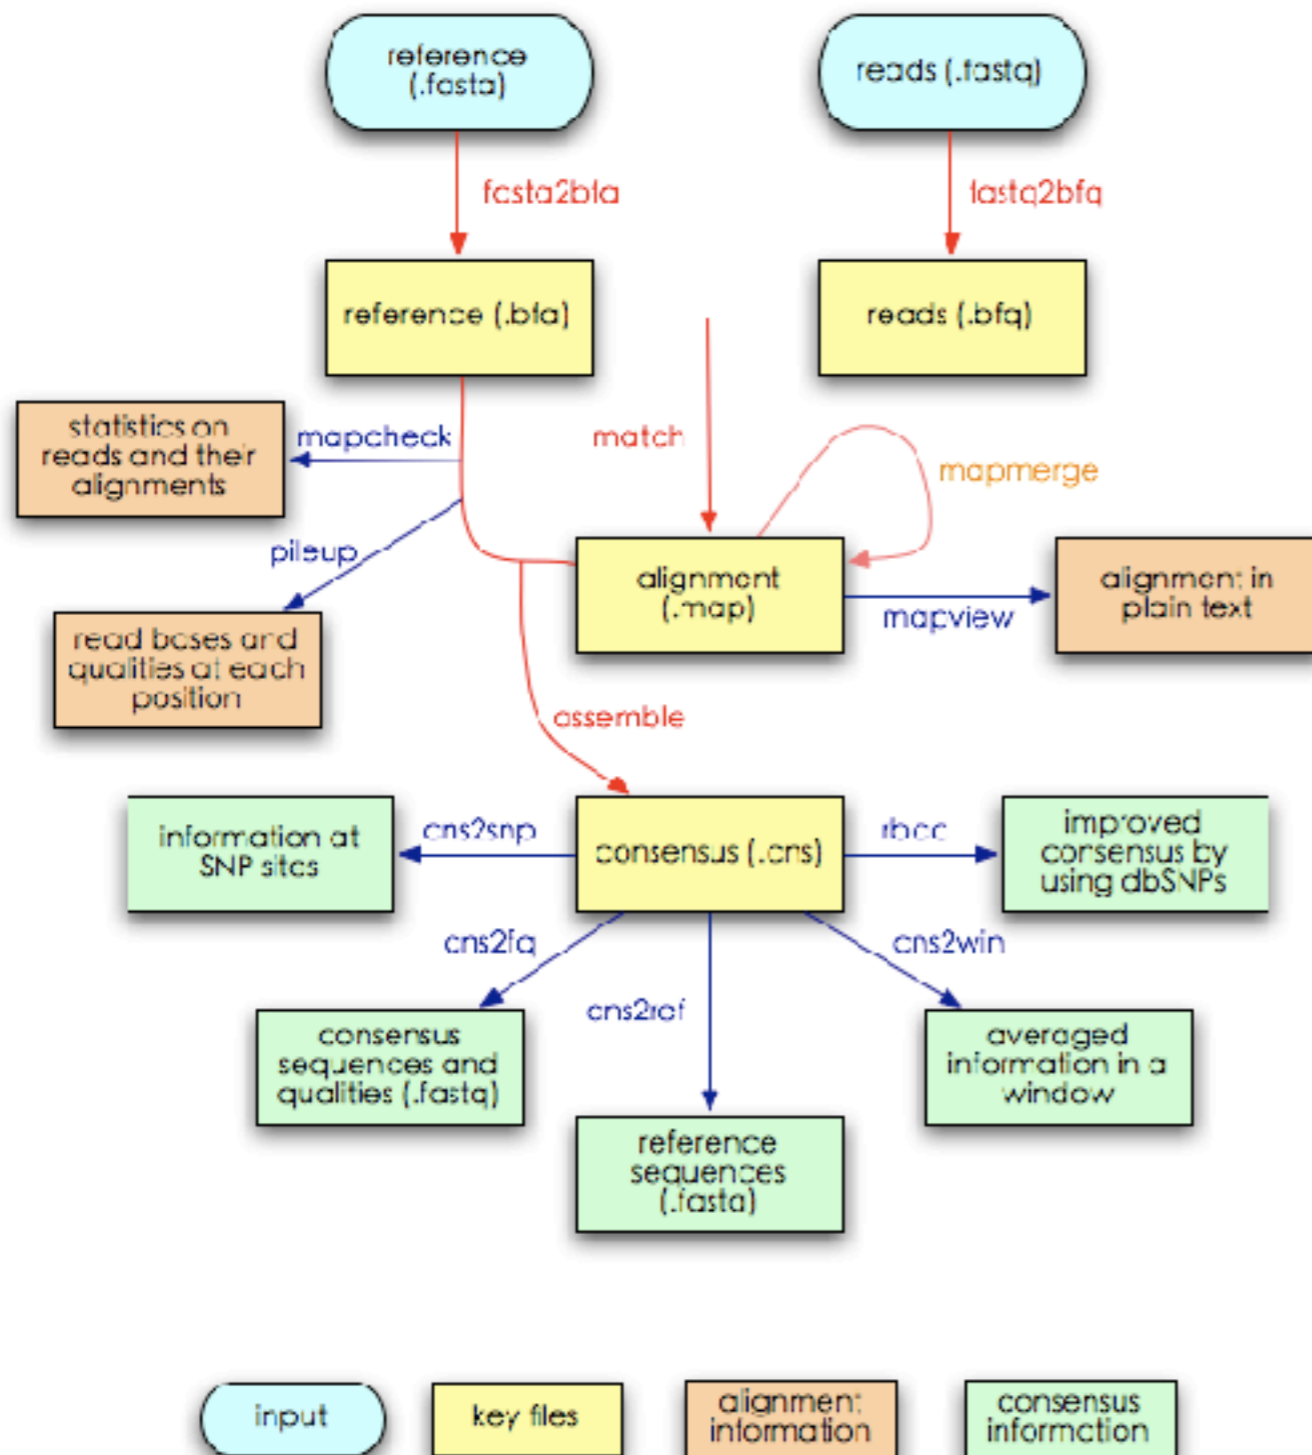 reference
(.fasta)
reads (.fastq)
fasta2bfa
fastq2bfq
reference (.bfa)
reads (.bfq)
statistics on
reads and their
alignments
mapcheck
match
mapmerge
pileup
alignment
(.map)
mapview
alignment in
plain text
read bases and
qualities at each
position
assemble
information at
SNP sites
cns2snp
consensus (.cns)
rbcc
improved
consensus by
using dbSNPs
cns2fq
cns2ref
cns2win
consensus
sequences and
qualities (.fastq)
averaged
information in a
window
reference
sequences
(.fasta)
input
key files
alignment
information
consensus
information